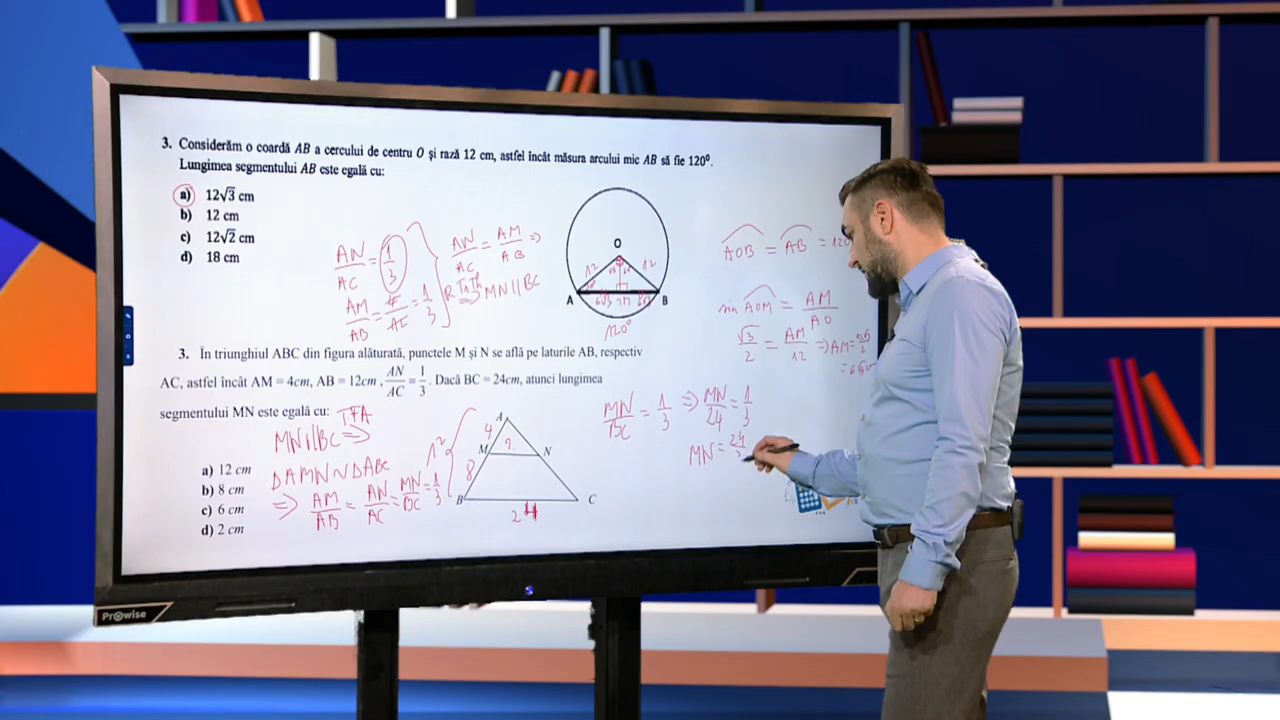 3. Considerăm o coardă AB a cercului de centru O și rază 12 cm, astfel încât măsura arcului mic AB să fie 120⁰.
Lungimea segmentului AB este egală cu:
a) 12√3 cm
b) 12 cm
c) 12√2 cm
d) 18 cm
AN/AC = 1/3
AM/AB = 4/12 = 1/3
AN/AC = AM/AB ⇒
R.T.Th ⇒ MN∥BC
O
12 12
A B
6√3 M
120⁰
AOB = AB = 120
sin AOM = AM/AO
√3/2 = AM/12 ⇒ AM =
3. În triunghiul ABC din figura alăturată, punctele M și N se află pe laturile AB, respectiv
AC, astfel încât AM = 4cm, AB = 12cm , AN/AC = 1/3 . Dacă BC = 24cm, atunci lungimea
segmentului MN este egală cu:
TFA
MN∥BC ⇒
ΔAMN ~ ΔABC
⇒ AM/AB = AN/AC = MN/BC = 1/3
a) 12 cm
b) 8 cm
c) 6 cm
d) 2 cm
12
A
4
M ? N
8
B C
24
MN/BC = 1/3 ⇒ MN/24 = 1/3
MN = 24
Prowise